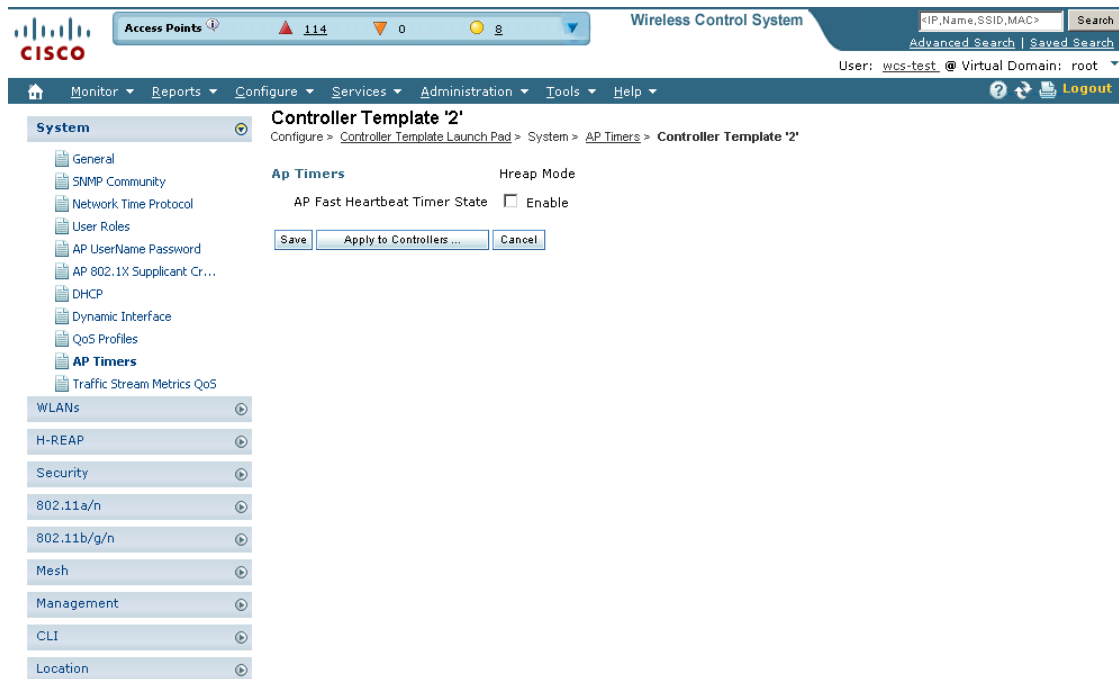 CISCO
Access Points
114
0
8
Wireless Control System
<IP,Name,SSID,MAC>
Search
Advanced Search | Saved Search
User: wcs-test @ Virtual Domain: root
Monitor Reports Configure Services Administration Tools Help
Logout
System
General
SNMP Community
Network Time Protocol
User Roles
AP UserName Password
AP 802.1X Supplicant Cr...
DHCP
Dynamic Interface
QoS Profiles
AP Timers
Traffic Stream Metrics QoS
WLANs
H-REAP
Security
802.11a/n
802.11b/g/n
Mesh
Management
CLI
Location
Controller Template '2'
Configure > Controller Template Launch Pad > System > AP Timers > Controller Template '2'
Ap Timers Hreap Mode
AP Fast Heartbeat Timer State Enable
Save Apply to Controllers ... Cancel